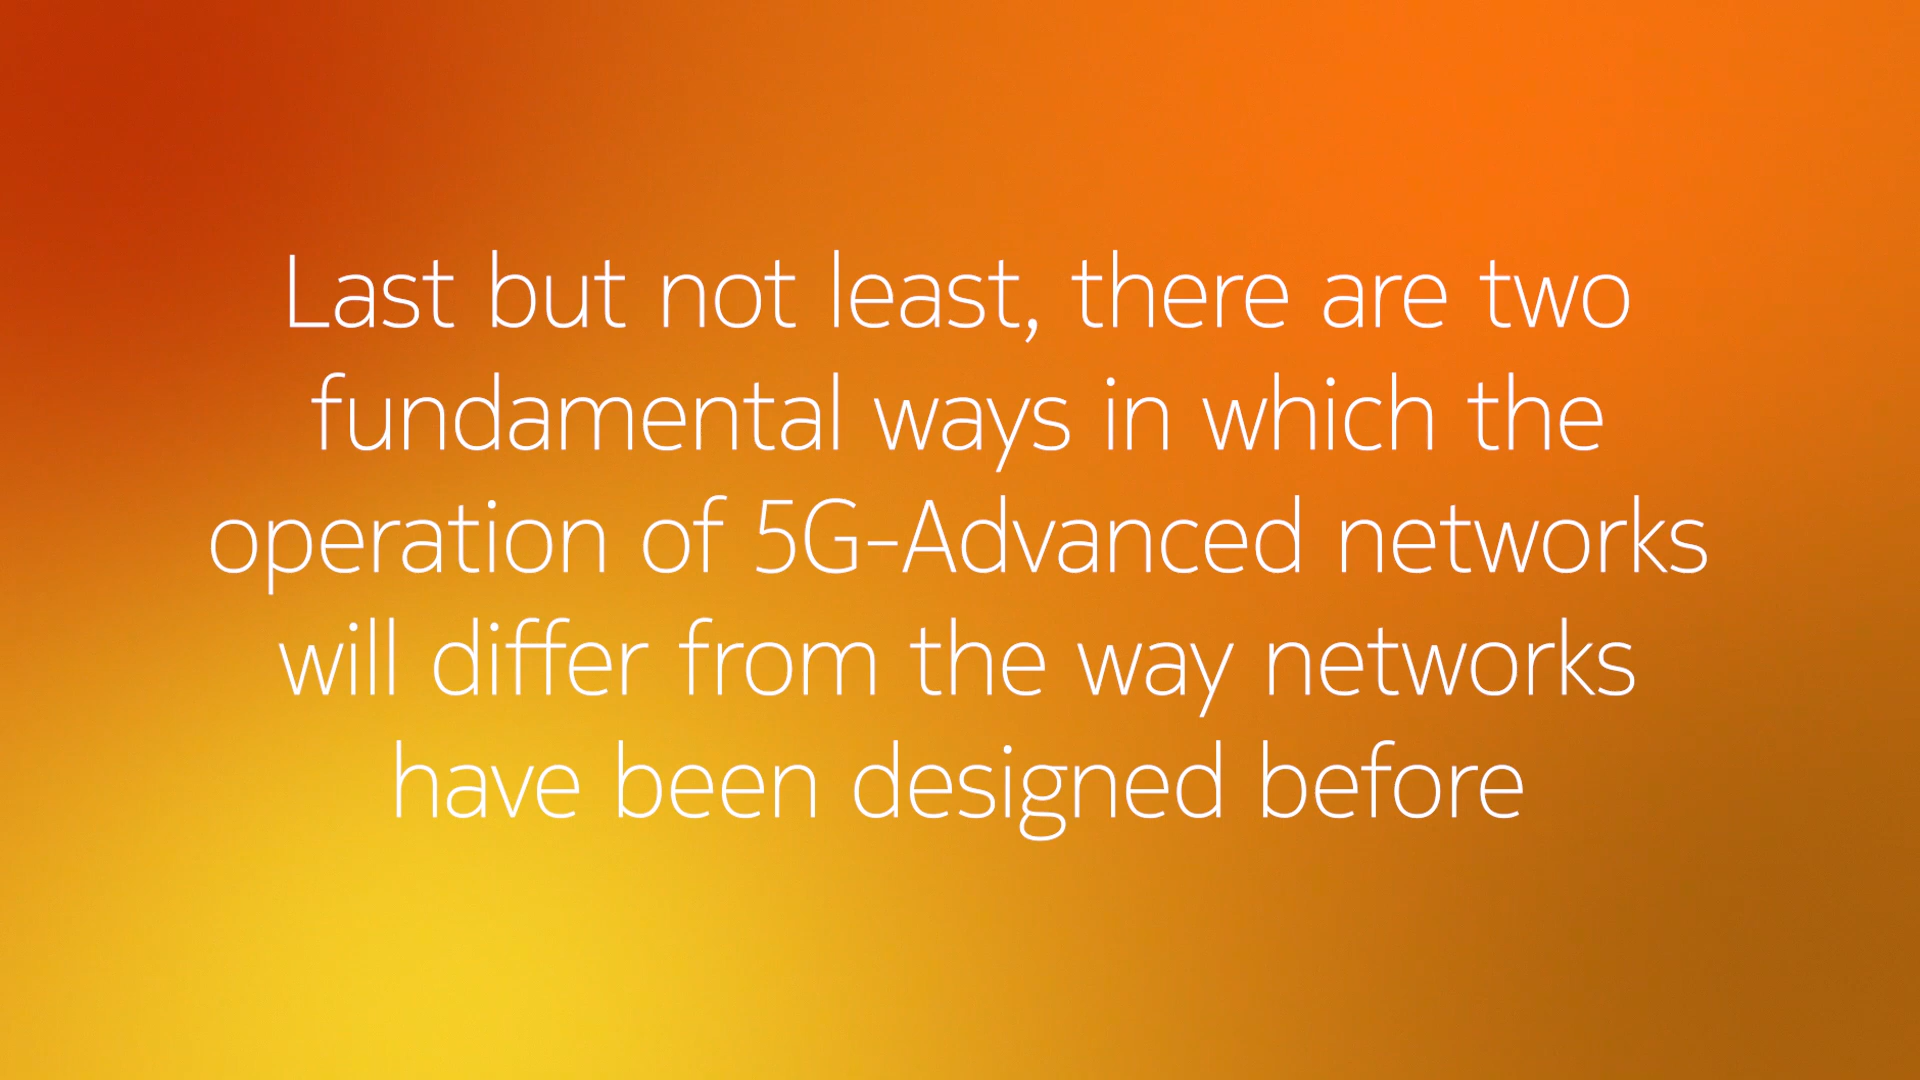 Last but not least, there are two
fundamental ways in which the
operation of 5G-Advanced networks
will differ from the way networks
have been designed before